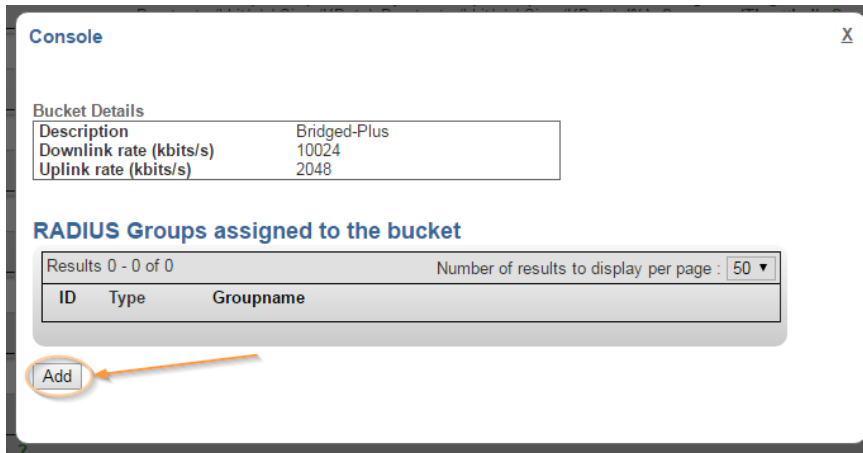 Console
X
Bucket Details
Description Bridged-Plus
Downlink rate (kbits/s) 10024
Uplink rate (kbits/s) 2048
RADIUS Groups assigned to the bucket
Results 0 - 0 of 0 Number of results to display per page : 50 ▼
ID Type Groupname
Add
?